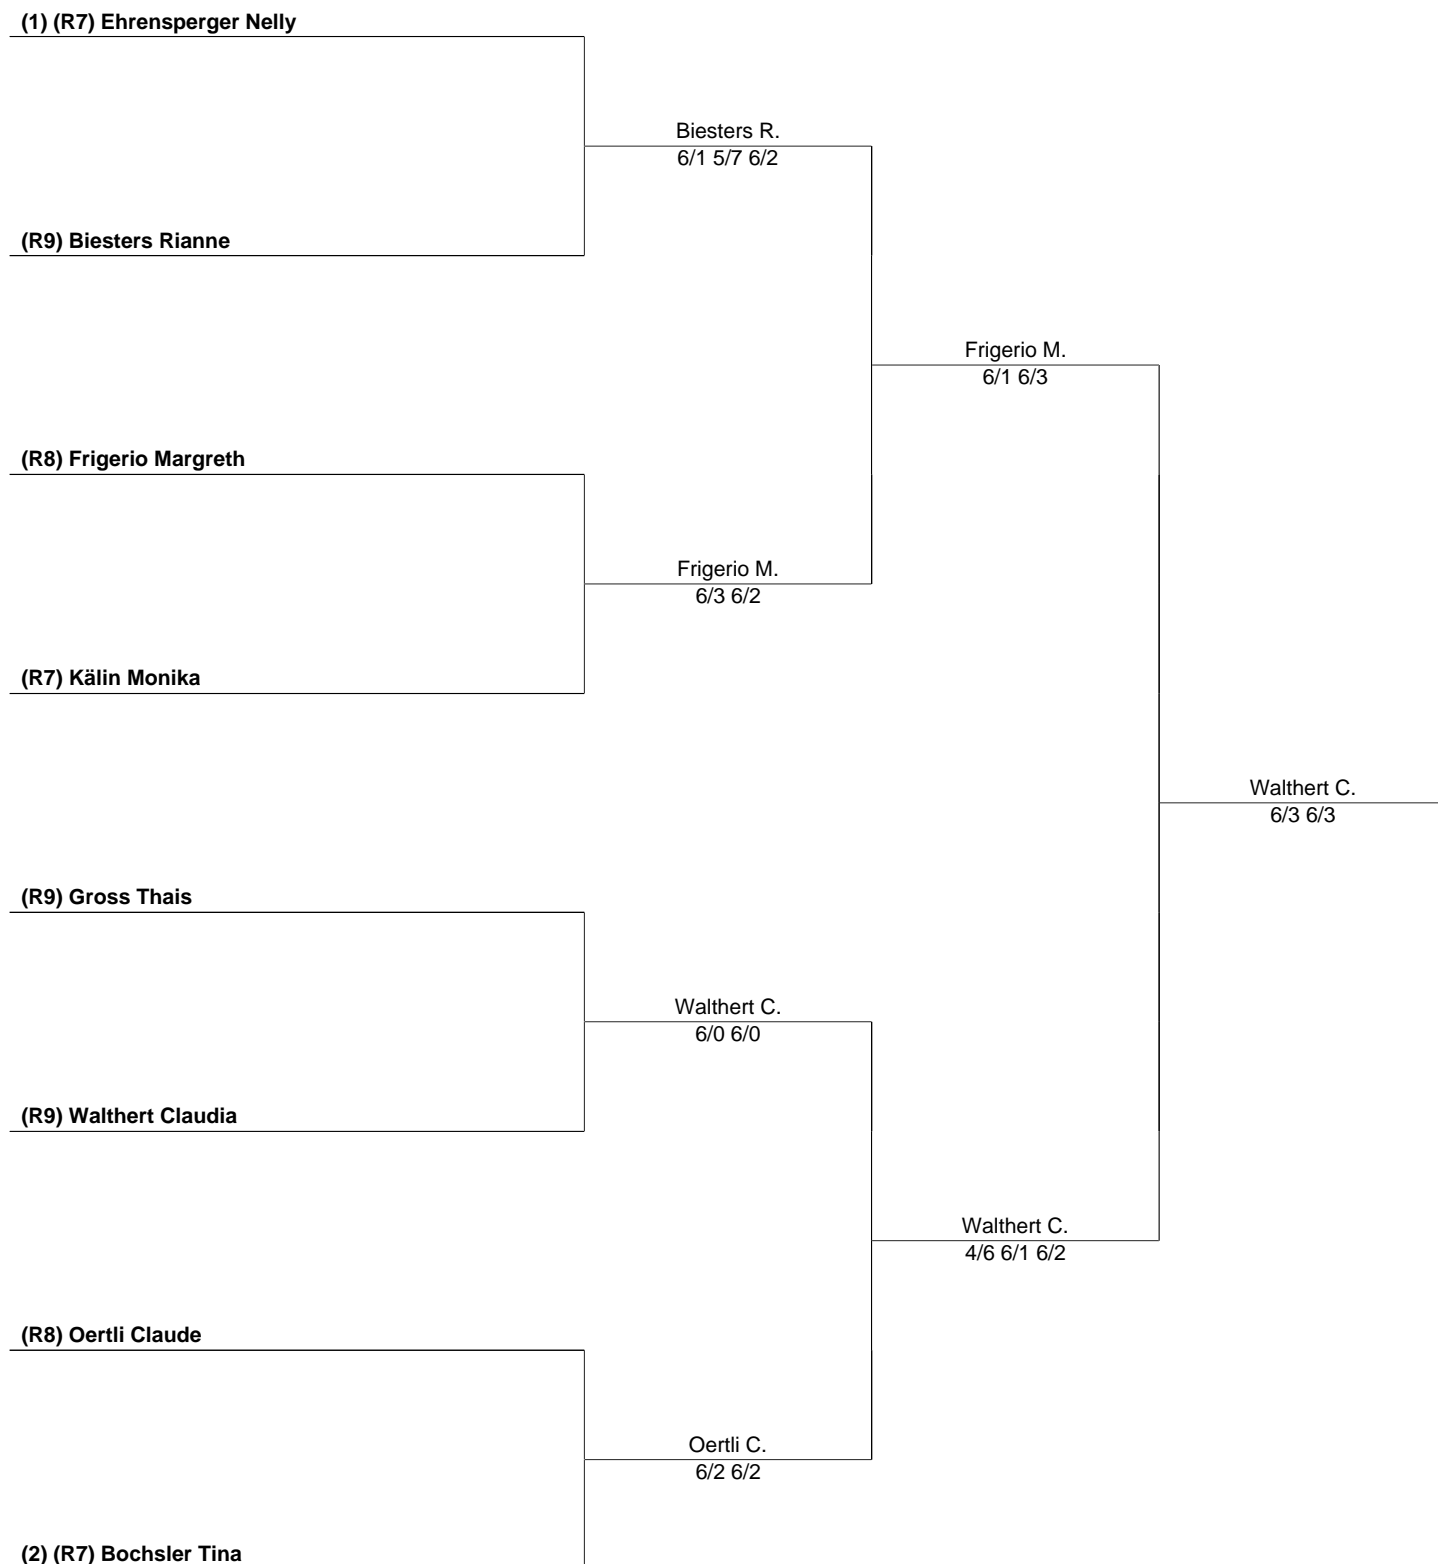 (1) (R7) Ehrensperger Nelly
Biesters R.
6/1 5/7 6/2
(R9) Biesters Rianne
Frigerio M.
6/1 6/3
(R8) Frigerio Margreth
Frigerio M.
6/3 6/2
(R7) Kälin Monika
Walthert C.
6/3 6/3
(R9) Gross Thais
Walthert C.
6/0 6/0
(R9) Walthert Claudia
Walthert C.
4/6 6/1 6/2
(R8) Oertli Claude
Oertli C.
6/2 6/2
(2) (R7) Bochsler Tina